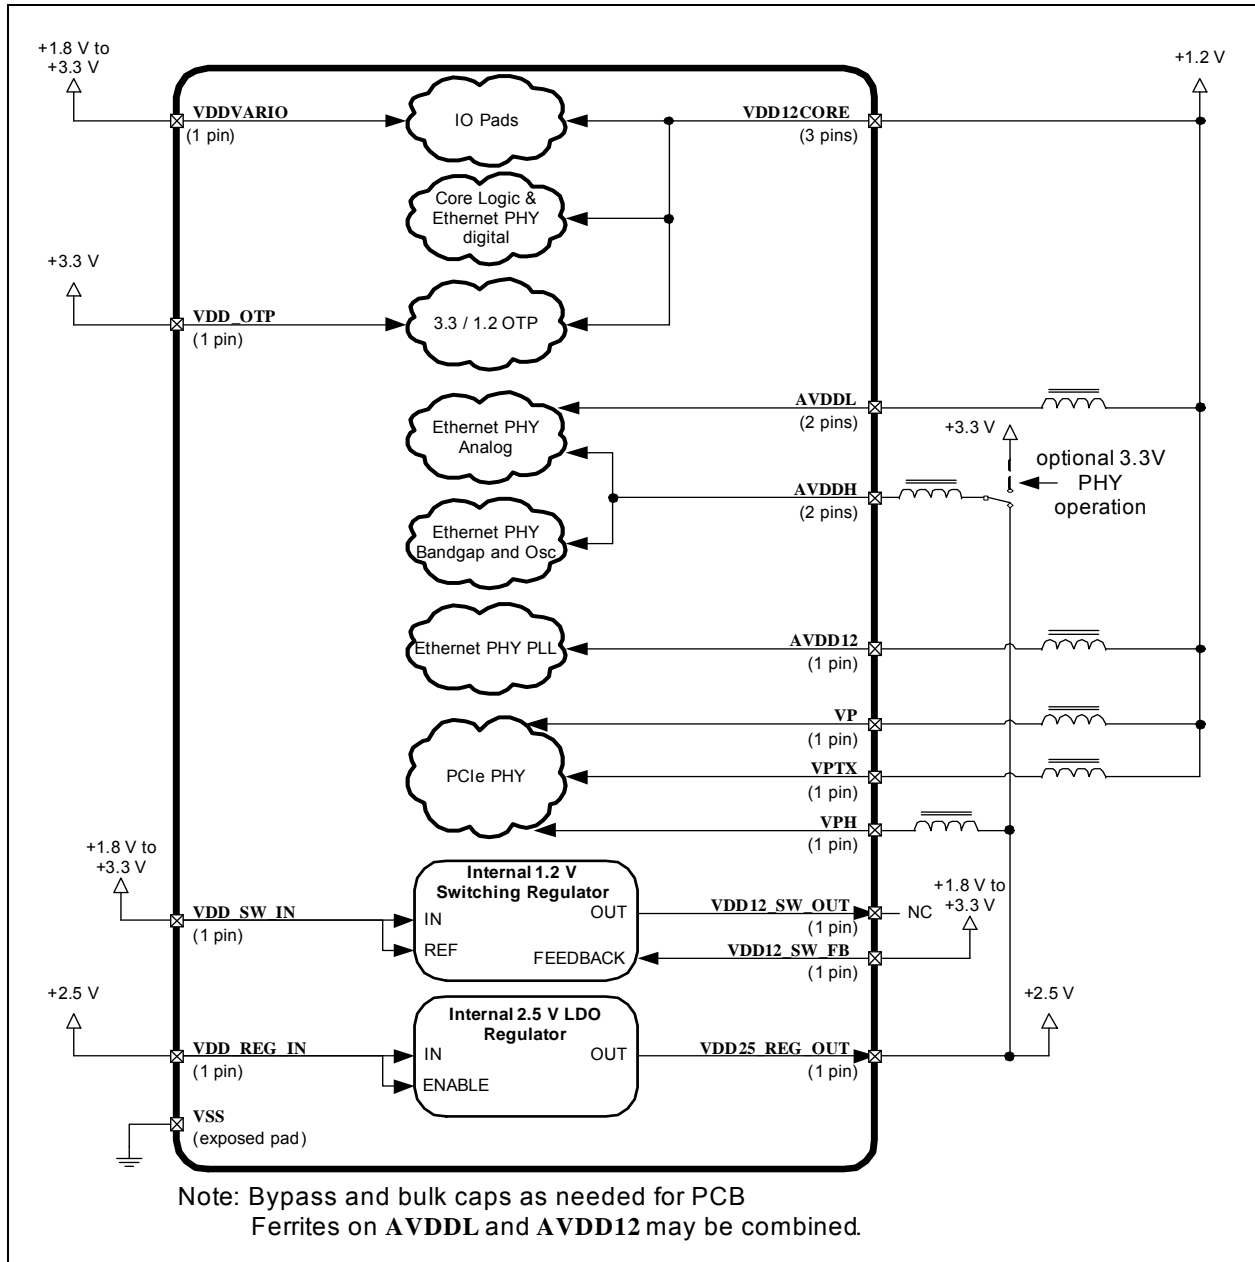 +1.8 V to
+3.3 V
+1.2 V
VDDVARIO
(1 pin)
IO Pads
VDD12CORE
(3 pins)
Core Logic &
Ethernet PHY
digital
+3.3 V
VDD_OTP
(1 pin)
3.3 / 1.2 OTP
AVDDL
(2 pins)
Ethernet PHY
Analog
+3.3 V
optional 3.3V
PHY
operation
AVDDH
(2 pins)
Ethernet PHY
Bandgap and Osc
AVDD12
(1 pin)
Ethernet PHY PLL
VP
(1 pin)
PCIe PHY
VPTX
(1 pin)
VPH
(1 pin)
+1.8 V to
+3.3 V
Internal 1.2 V
Switching Regulator
VDD_SW_IN
(1 pin)
IN
REF
OUT
FEEDBACK
VDD12_SW_OUT
(1 pin)
NC
+1.8 V to
+3.3 V
VDD12_SW_FB
(1 pin)
+2.5 V
Internal 2.5 V LDO
Regulator
+2.5 V
VDD_REG_IN
(1 pin)
IN
ENABLE
OUT
VDD25_REG_OUT
(1 pin)
VSS
(exposed pad)
Note: Bypass and bulk caps as needed for PCB
Ferrites on AVDDL and AVDD12 may be combined.